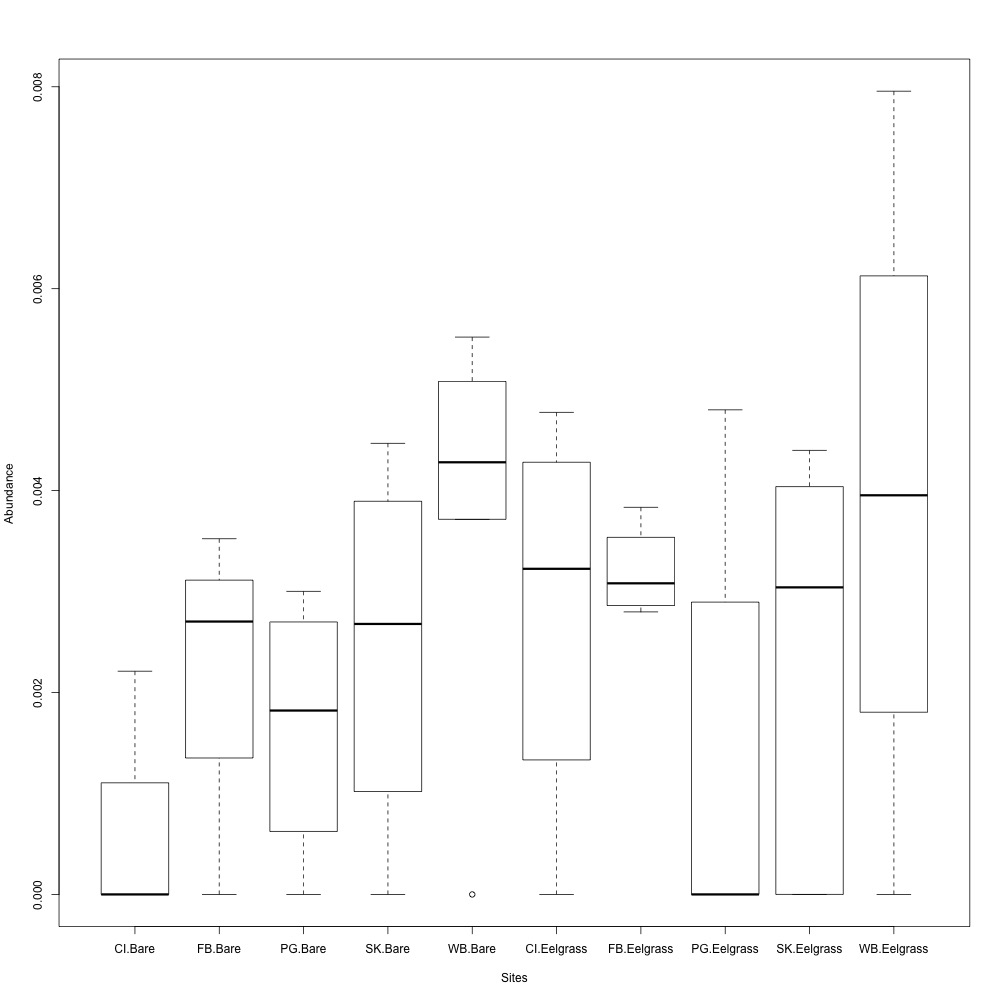 0.008
0.006
0.004
0.002
0.000
Abundance
CI.Bare
FB.Bare
PG.Bare
SK.Bare
WB.Bare
CI.Eelgrass
FB.Eelgrass
PG.Eelgrass
SK.Eelgrass
WB.Eelgrass
Sites